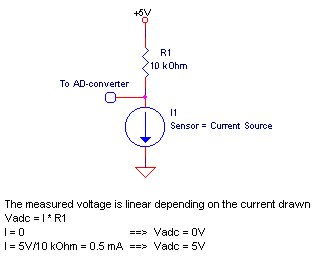 +5V
R1
10 kOhm
To AD-converter
I1
Sensor = Current Source
The measured voltage is linear depending on the current drawn
Vadc = I * R1
I = 0 ==> Vadc = 0V
I = 5V/10 kOhm = 0.5 mA ==> Vadc = 5V